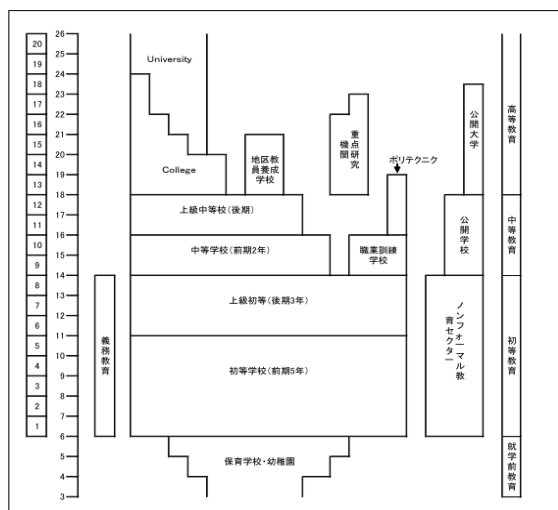 20
19
18
17
16
15
14
13
12
11
10
9
8
7
6
5
4
3
2
1
26
25
24
23
22
21
20
19
18
17
16
15
14
13
12
11
10
9
8
7
6
5
4
3
義務教育
University
College
地区教
員養成
学校
重点研究
機関
ポリテクニク
上級中等校(後期)
中等学校(前期2年)
職業訓練
学校
上級初等(後期3年)
初等学校(前期5年)
保育学校・幼稚園
公開大学
公開学校
ノンフォーマル教
育セクター
高等教育
中等教育
初等教育
就学前教育